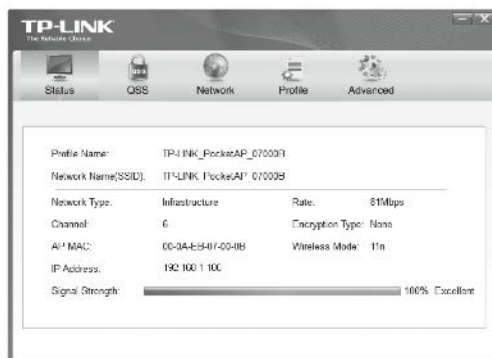 TP-LINK
The Reliable Choice
Status QSS Network Profile Advanced
Profile Name: TP-LINK_PocketAP_07000B
Network Name(SSID): TP-LINK_PocketAP_07000B
Network Type: Infrastructure Rate: 81Mbps
Channel: 6 Encryption Type: None
AP MAC: 00-0A-EB-07-00-0B Wireless Mode: 11n
IP Address: 192.168.1.100
Signal Strength: 100% Excellent